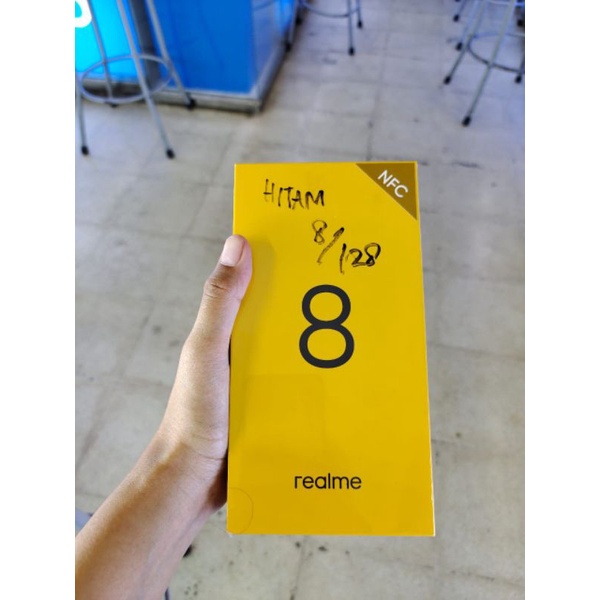 NFC
HITAM
8/128
8
realme